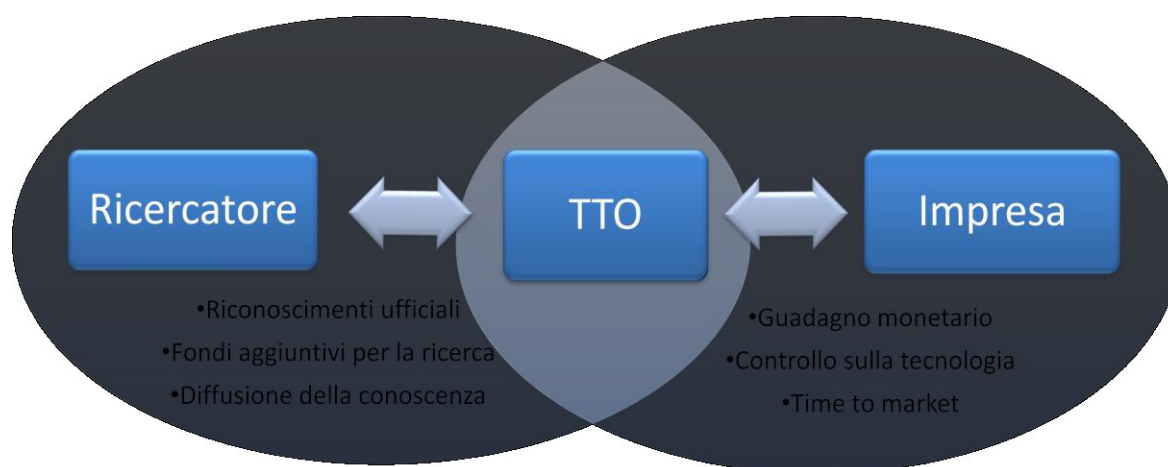 Ricercatore
TTO
Impresa
•Riconoscimenti ufficiali
•Fondi aggiuntivi per la ricerca
•Diffusione della conoscenza
•Guadagno monetario
•Controllo sulla tecnologia
•Time to market